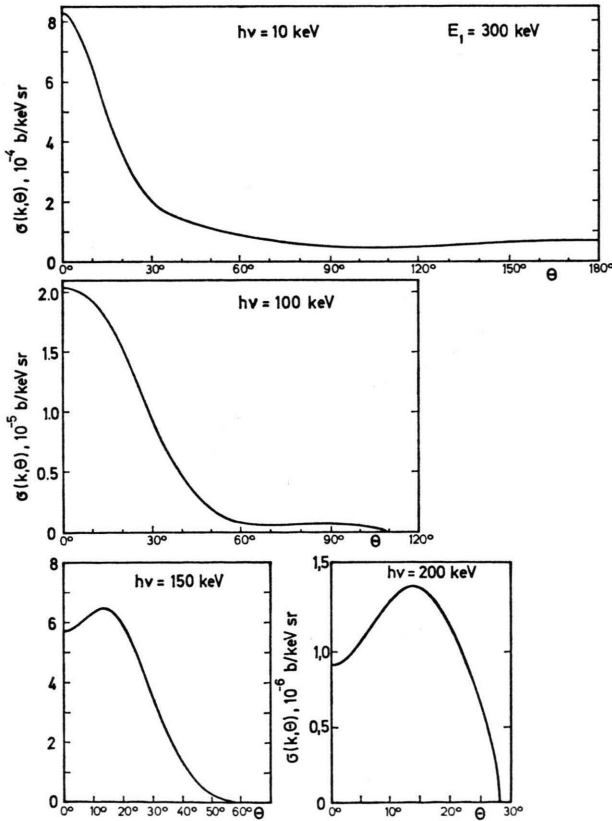 hν = 10 keV
E₁ = 300 keV
σ(k,θ), 10⁻⁴ b/keV sr
8
6
4
2
0
0° 30° 60° 90° 120° 150° θ 180°
hν = 100 keV
σ(k,θ), 10⁻⁵ b/keV sr
2.0
1.5
1.0
0.5
0
0° 30° 60° 90° θ 120°
hν = 150 keV
8
6
4
2
0
0° 10° 20° 30° 40° 50° 60° θ
hν = 200 keV
σ(k,θ), 10⁻⁶ b/keV sr
1,5
1,0
0,5
0
0° 10° 20° θ 30°